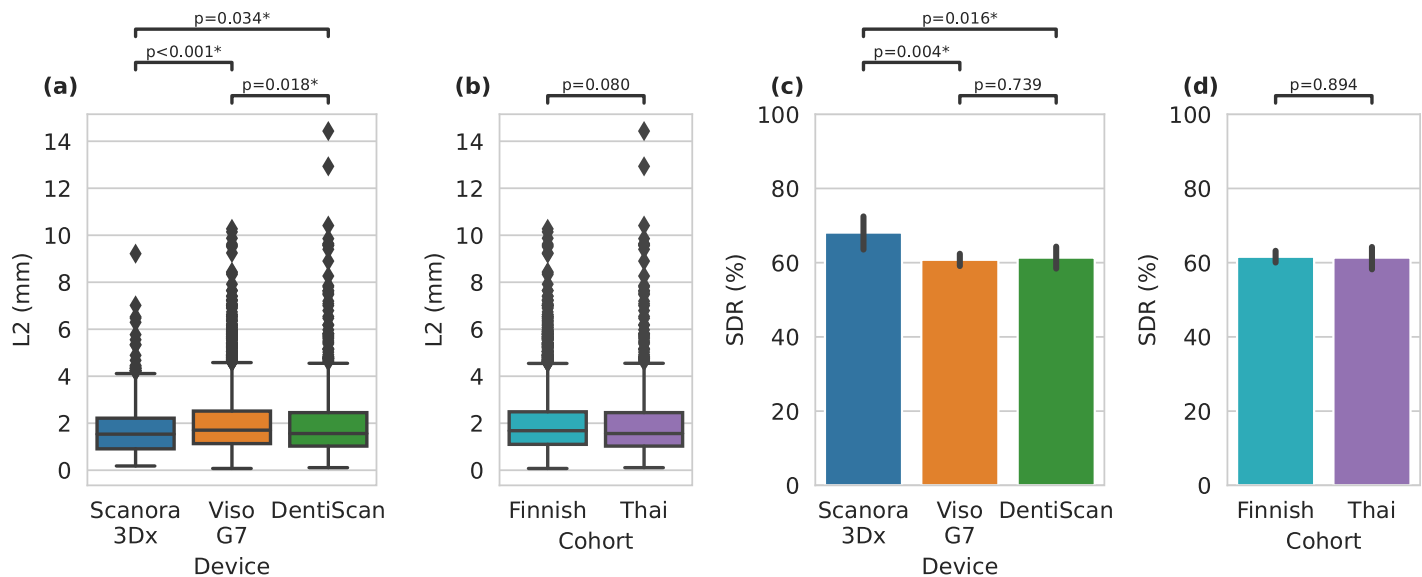 p=0.034*
p<0.001*
(a)
p=0.018*
14
12
10
8
6
4
2
0
L2 (mm)
Scanora
3Dx
Viso
G7
DentiScan
Device
(b)
p=0.080
14
12
10
8
6
4
2
0
L2 (mm)
Finnish
Thai
Cohort
p=0.016*
p=0.004*
(c)
p=0.739
100
80
60
40
20
0
SDR (%)
Scanora
3Dx
Viso
G7
DentiScan
Device
(d)
p=0.894
100
80
60
40
20
0
SDR (%)
Finnish
Thai
Cohort